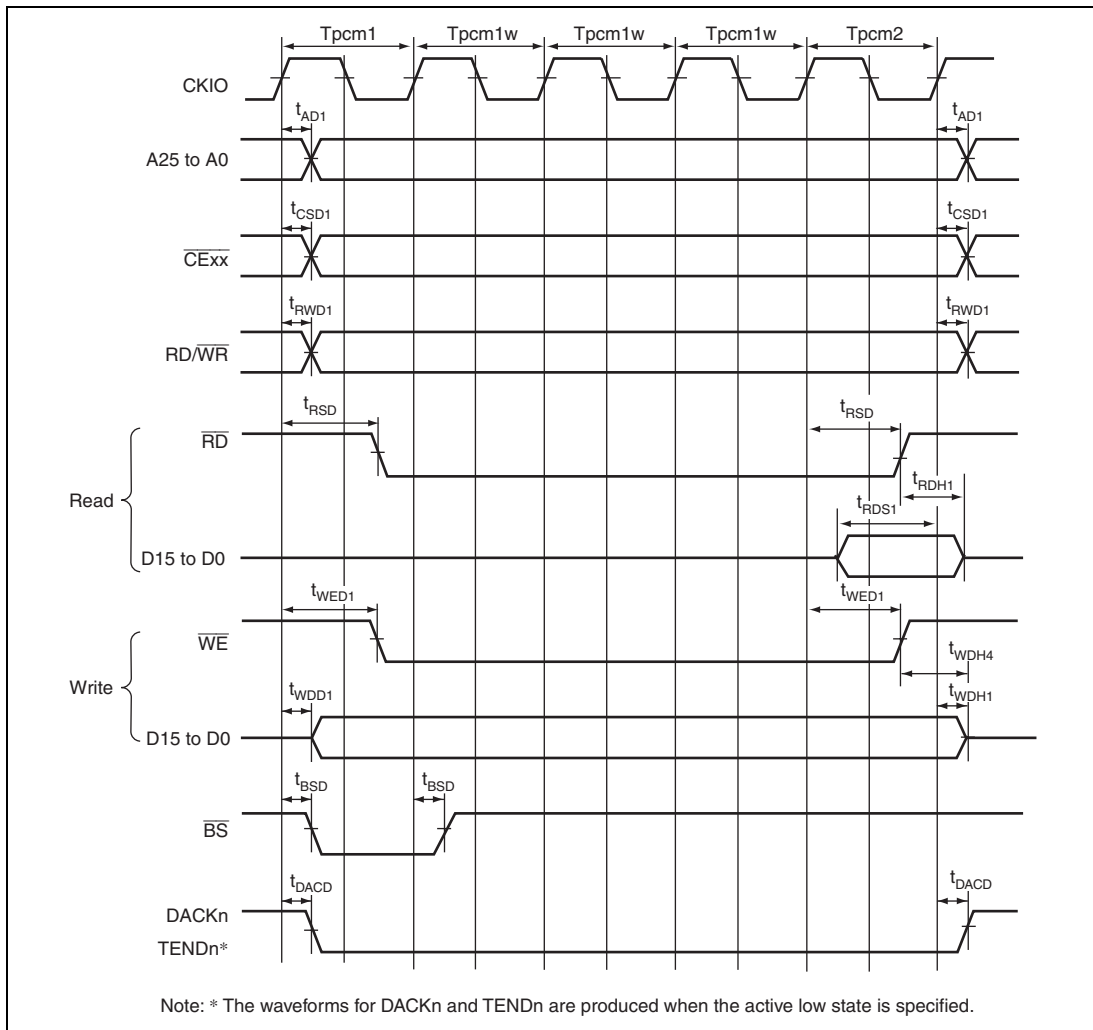 Tpcm1 Tpcm1w Tpcm1w Tpcm1w Tpcm2
CKIO
tAD1 tAD1
A25 to A0
tCSD1 tCSD1
CExx
tRWD1 tRWD1
RD/WR
tRSD tRSD
RD
tRDH1
Read
tRDS1
D15 to D0
tWED1 tWED1
WE
tWDH4
Write
tWDD1 tWDH1
D15 to D0
tBSD tBSD
BS
tDACD tDACD
DACKn
TENDn*
Note: * The waveforms for DACKn and TENDn are produced when the active low state is specified.